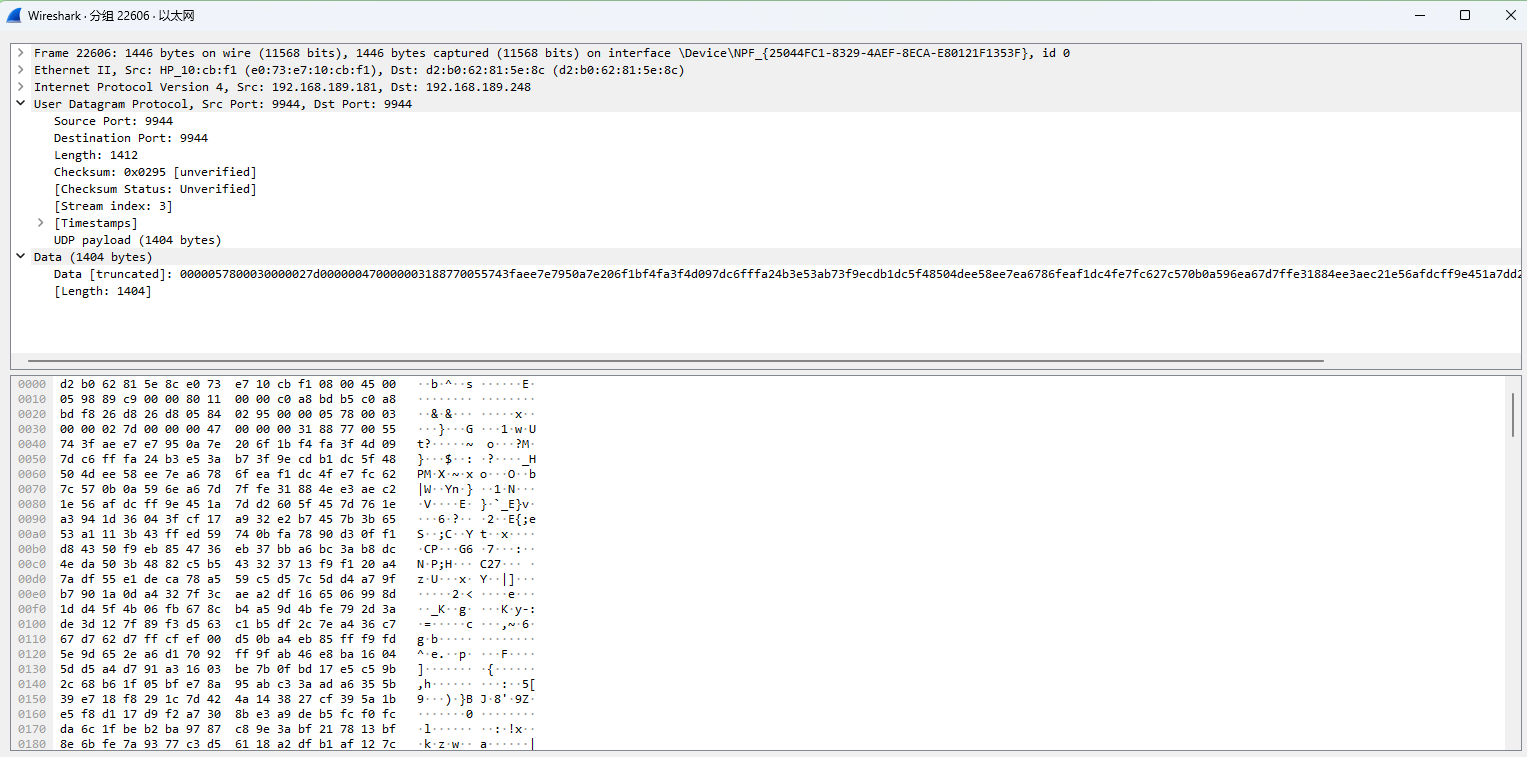 Wireshark · 分组 22606 · 以太网
Frame 22606: 1446 bytes on wire (11568 bits), 1446 bytes captured (11568 bits) on interface \Device\NPF_{25044FC1-8329-4AEF-8ECA-E80121F1353F}, id 0
Ethernet II, Src: HP_10:cb:f1 (e0:73:e7:10:cb:f1), Dst: d2:b0:62:81:5e:8c (d2:b0:62:81:5e:8c)
Internet Protocol Version 4, Src: 192.168.189.181, Dst: 192.168.189.248
User Datagram Protocol, Src Port: 9944, Dst Port: 9944
Source Port: 9944
Destination Port: 9944
Length: 1412
Checksum: 0x0295 [unverified]
[Checksum Status: Unverified]
[Stream index: 3]
[Timestamps]
UDP payload (1404 bytes)
Data (1404 bytes)
Data [truncated]: 0000057800030000027d000000470000003188770055743faee7e7950a7e206f1bf4fa3f4d097dc6fffa24b3e53ab73f9ecdb1dc5f48504dee58ee7ea6786feaf1dc4fe7fc627c570b0a596ea67d7ffe31884ee3aec21e56afdcff9e451a7dd2
[Length: 1404]
0000 d2 b0 62 81 5e 8c e0 73 e7 10 cb f1 08 00 45 00 ··b·^··s ······E·
0010 05 98 89 c9 00 00 80 11 00 00 c0 a8 bd b5 c0 a8 ········ ········
0020 bd f8 26 d8 26 d8 05 84 02 95 00 00 05 78 00 03 ··&·&··· ·····x··
0030 00 00 02 7d 00 00 00 47 00 00 00 31 88 77 00 55 ···}···G ···1·w·U
0040 74 3f ae e7 e7 95 0a 7e 20 6f 1b f4 fa 3f 4d 09 t?·····~ o···?M·
0050 7d c6 ff fa 24 b3 e5 3a b7 3f 9e cd b1 dc 5f 48 }···$··: ·?····_H
0060 50 4d ee 58 ee 7e a6 78 6f ea f1 dc 4f e7 fc 62 PM·X·~·x o···O··b
0070 7c 57 0b 0a 59 6e a6 7d 7f fe 31 88 4e e3 ae c2 |W··Yn·} ··1·N···
0080 1e 56 af dc ff 9e 45 1a 7d d2 60 5f 45 7d 76 1e ·V····E· }·`_E}v·
0090 a3 94 1d 36 04 3f cf 17 a9 32 e2 b7 45 7b 3b 65 ···6·?·· ·2··E{;e
00a0 53 a1 11 3b 43 ff ed 59 74 0b fa 78 90 d3 0f f1 S··;C··Y t··x····
00b0 d8 43 50 f9 eb 85 47 36 eb 37 bb a6 bc 3a b8 dc ·CP···G6 ·7···:··
00c0 4e da 50 3b 48 82 c5 b5 43 32 37 13 f9 f1 20 a4 N·P;H··· C27··· ·
00d0 7a df 55 e1 de ca 78 a5 59 c5 d5 7c 5d d4 a7 9f z·U···x· Y··|]···
00e0 b7 90 1a 0d a4 32 7f 3c ae a2 df 16 65 06 99 8d ·····2·< ····e···
00f0 1d d4 5f 4b 06 fb 67 8c b4 a5 9d 4b fe 79 2d 3a ··_K··g· ···K·y-:
0100 de 3d 12 7f 89 f3 d5 63 c1 b5 df 2c 7e a4 36 c7 ·=·····c ···,~·6·
0110 67 d7 62 d7 ff cf ef 00 d5 0b a4 eb 85 ff f9 fd g·b····· ········
0120 5e 9d 65 2e a6 d1 70 92 ff 9f ab 46 e8 ba 16 04 ^·e.··p· ···F····
0130 5d d5 a4 d7 91 a3 16 03 be 7b 0f bd 17 e5 c5 9b ]······· ·{······
0140 2c 68 b6 1f 05 bf e7 8a 95 ab c3 3a ad a6 35 5b ,h······ ···:··5[
0150 39 e7 18 f8 29 1c 7d 42 4a 14 38 27 cf 39 5a 1b 9···)·}B J·8'·9Z·
0160 e5 f8 d1 17 d9 f2 a7 30 8b e3 a9 de b5 fc f0 fc ·······0 ········
0170 da 6c 1f be b2 ba 97 87 c8 9e 3a bf 21 78 13 bf ·l······ ··:·!x··
0180 8e 6b fe 7a 93 77 c3 d5 61 18 a2 df b1 af 12 7c ·k·z·w·· a······|